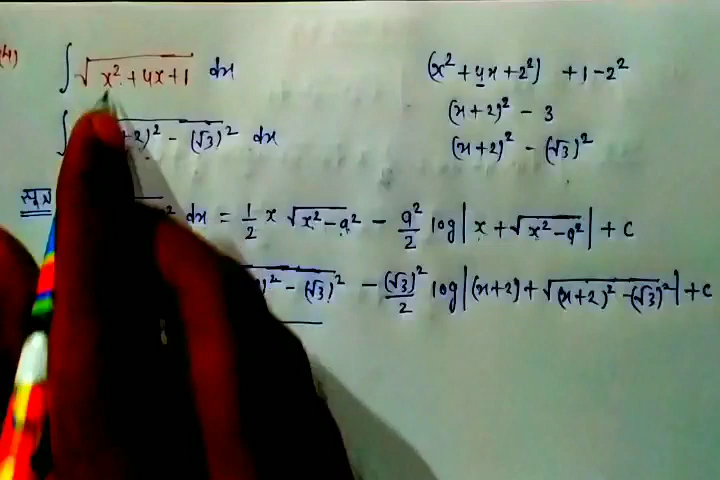 4) ∫ √x² + 4x + 1 dx (x² + 4x + 2²) + 1 - 2²
(x + 2)² - 3
∫ +2)² - (√3)² dx (x + 2)² - (√3)²
सूत्र dx = 1/2 x √x² - a² - a²/2 log | x + √x² - a² | + c
)² - (√3)² - (√3)²/2 log | (x + 2) + √(x + 2)² - (√3)² | + c